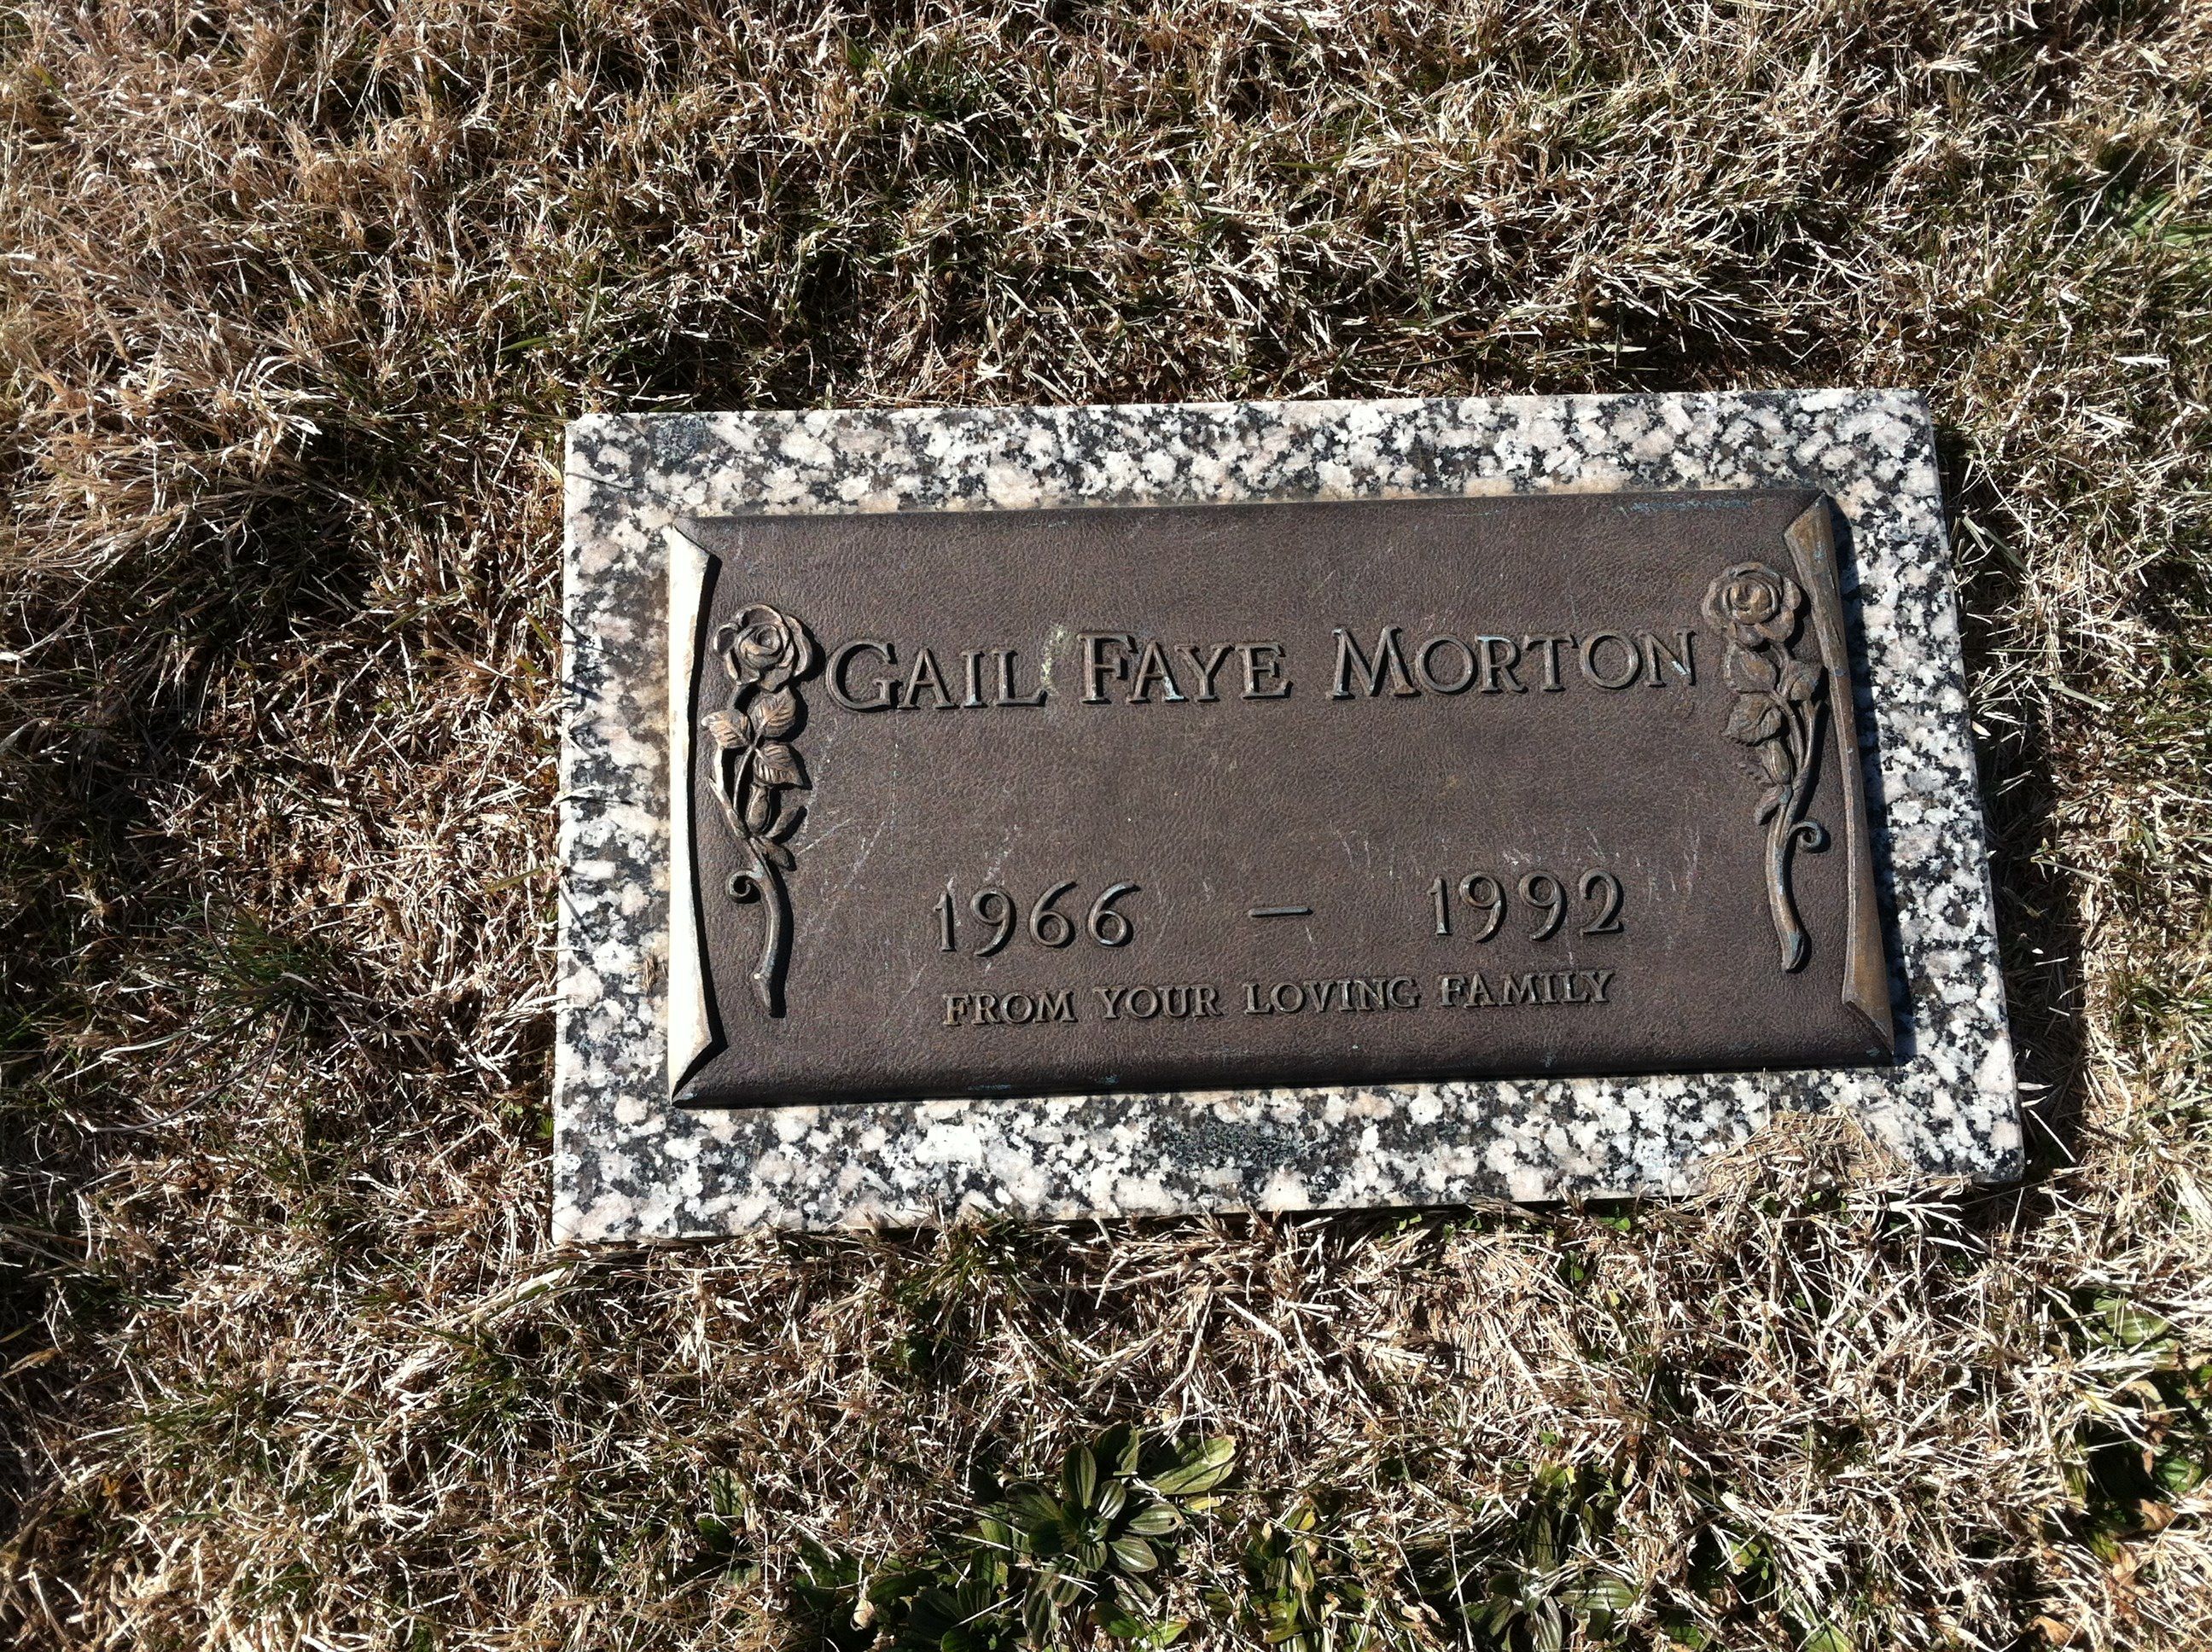 GAIL FAYE MORTON
1966 — 1992
FROM YOUR LOVING FAMILY